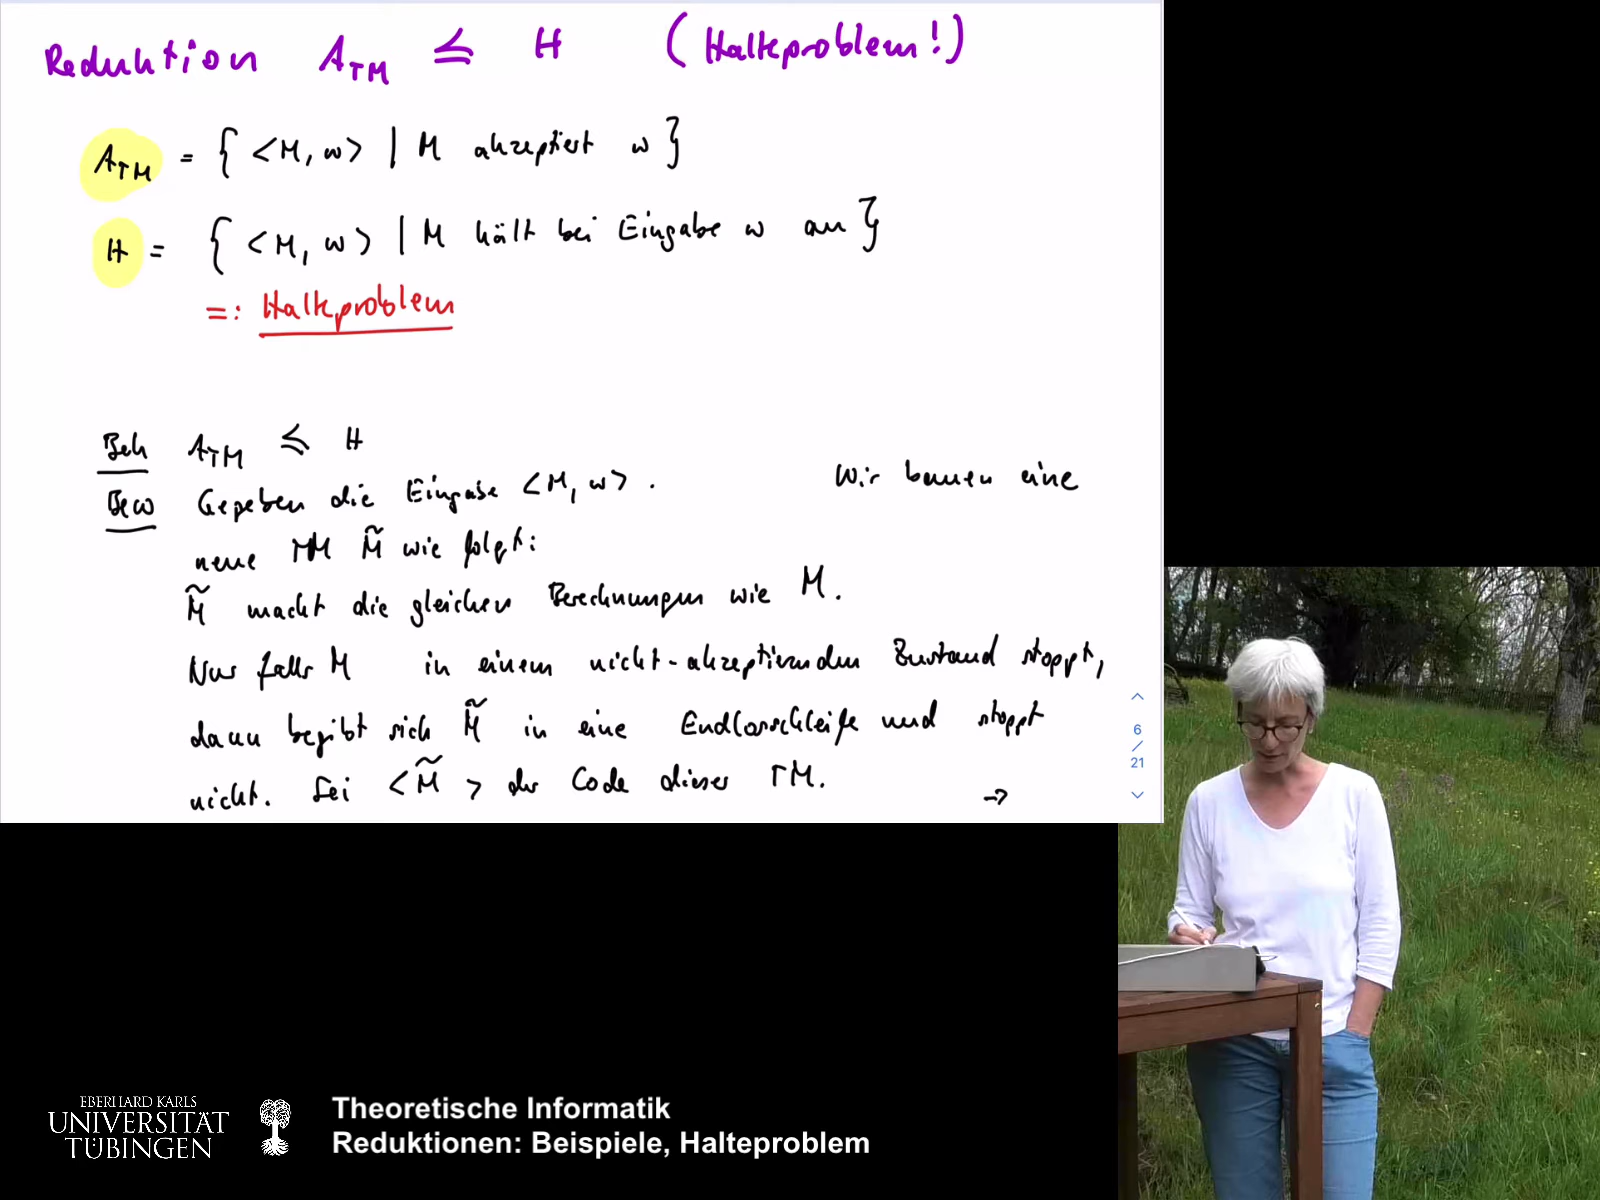 Reduktion A_TM ≤ H (Halteproblem!)
A_TM = { <M, w> | M akzeptiert w }
H = { <M, w> | M hält bei Eingabe w an }
=: Halteproblem
Beh A_TM ≤ H
Bew Gegeben die Eingabe <M, w>. Wir bauen eine
neue TM M̃ wie folgt:
M̃ macht die gleichen Berechnungen wie M.
Nur falls M in einem nicht-akzeptierenden Zustand stoppt,
dann begibt sich M̃ in eine Endlosschleife und stoppt
nicht. Sei <M̃> der Code dieser TM. →
6
/
21
EBERHARD KARLS
UNIVERSITÄT
TÜBINGEN
Theoretische Informatik
Reduktionen: Beispiele, Halteproblem